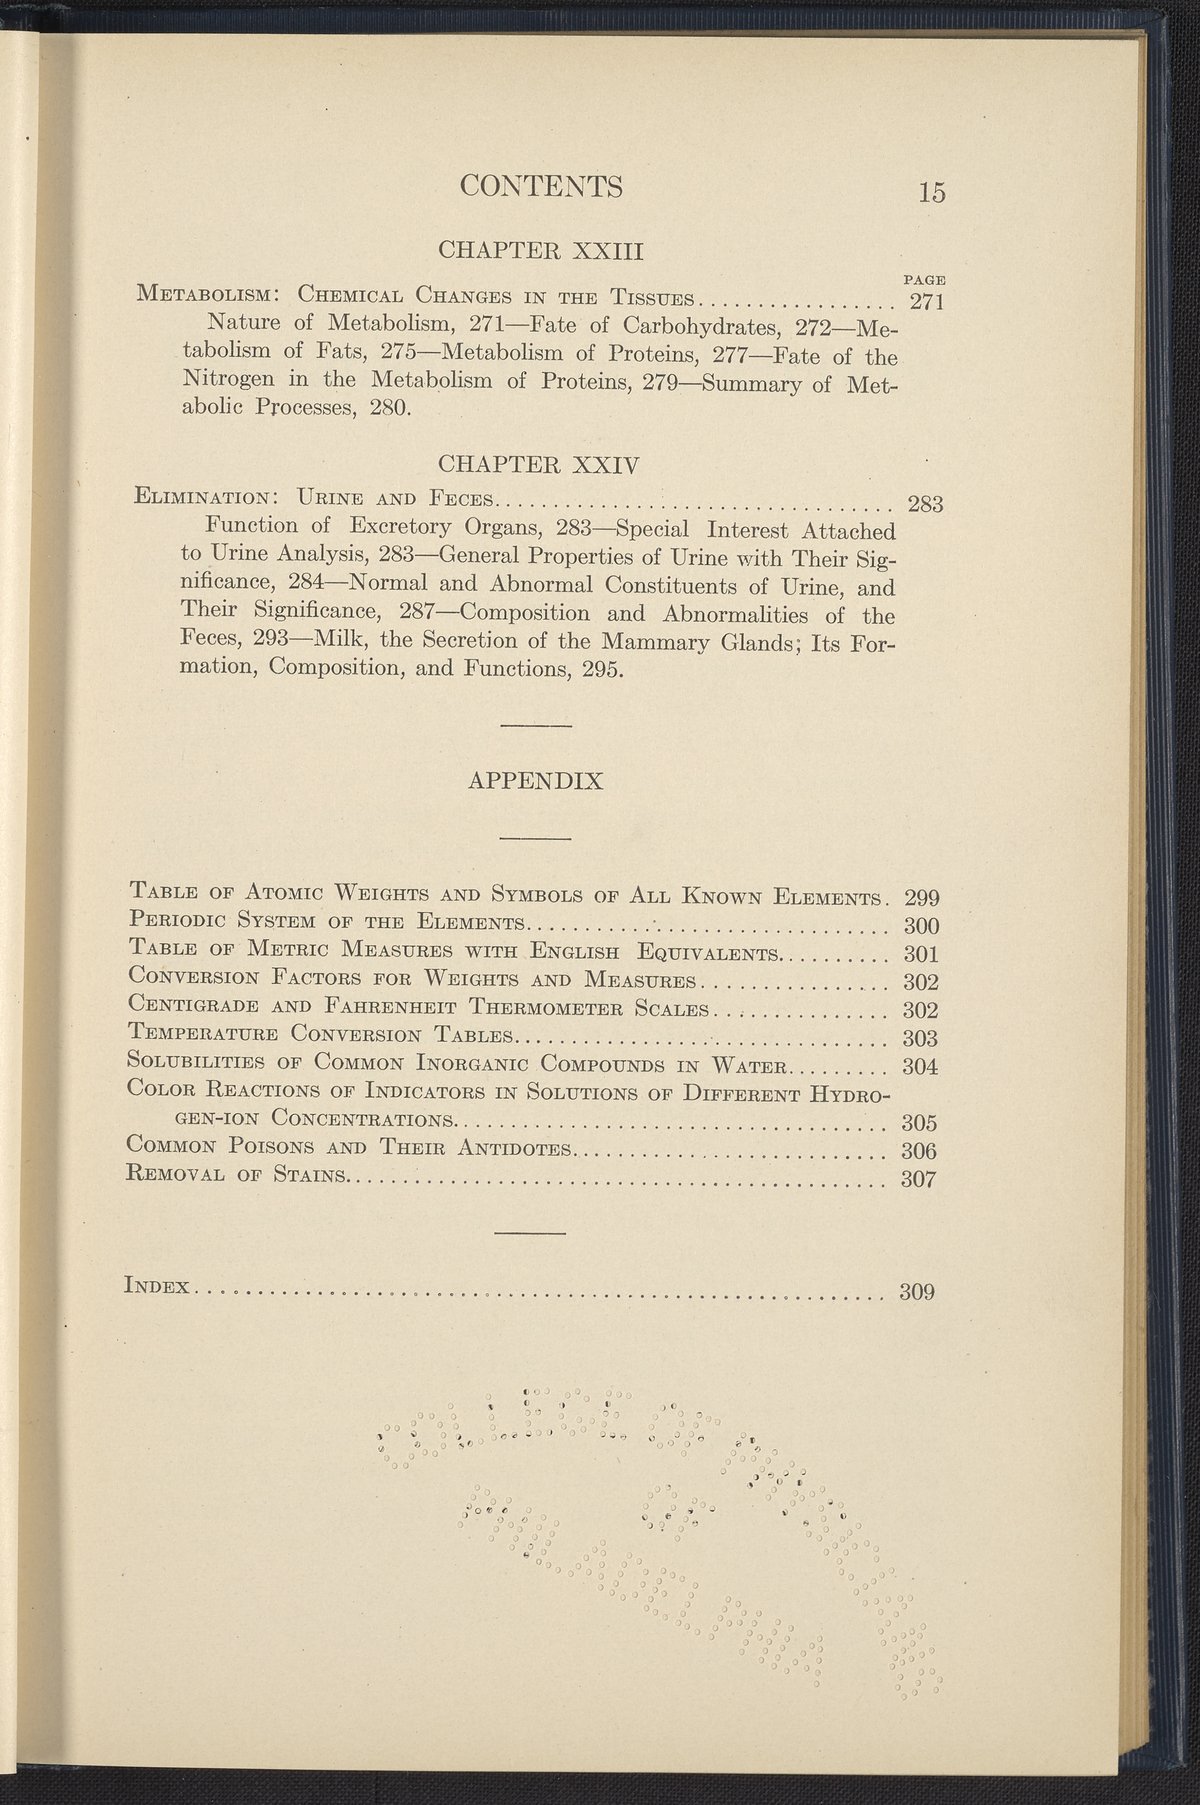 CONTENTS 15
CHAPTER XXIII
PAGE
METABOLISM: CHEMICAL CHANGES IN THE TISSUES................. 271
Nature of Metabolism, 271—Fate of Carbohydrates, 272—Me-
tabolism of Fats, 275—Metabolism of Proteins, 277—Fate of the
Nitrogen in the Metabolism of Proteins, 279—Summary of Met-
abolic Processes, 280.
CHAPTER XXIV
ELIMINATION: URINE AND FECES.................................. 283
Function of Excretory Organs, 283—Special Interest Attached
to Urine Analysis, 283—General Properties of Urine with Their Sig-
nificance, 284—Normal and Abnormal Constituents of Urine, and
Their Significance, 287—Composition and Abnormalities of the
Feces, 293—Milk, the Secretion of the Mammary Glands; Its For-
mation, Composition, and Functions, 295.
APPENDIX
TABLE OF ATOMIC WEIGHTS AND SYMBOLS OF ALL KNOWN ELEMENTS. 299
PERIODIC SYSTEM OF THE ELEMENTS............................... 300
TABLE OF METRIC MEASURES WITH ENGLISH EQUIVALENTS.......... 301
CONVERSION FACTORS FOR WEIGHTS AND MEASURES................ 302
CENTIGRADE AND FAHRENHEIT THERMOMETER SCALES............... 302
TEMPERATURE CONVERSION TABLES................................ 303
SOLUBILITIES OF COMMON INORGANIC COMPOUNDS IN WATER......... 304
COLOR REACTIONS OF INDICATORS IN SOLUTIONS OF DIFFERENT HYDRO-
GEN-ION CONCENTRATIONS..................................... 305
COMMON POISONS AND THEIR ANTIDOTES........................... 306
REMOVAL OF STAINS.............................................. 307
INDEX........................................................... 309
COLLEGE OF PHYSICIANS
OF
PHILADELPHIA